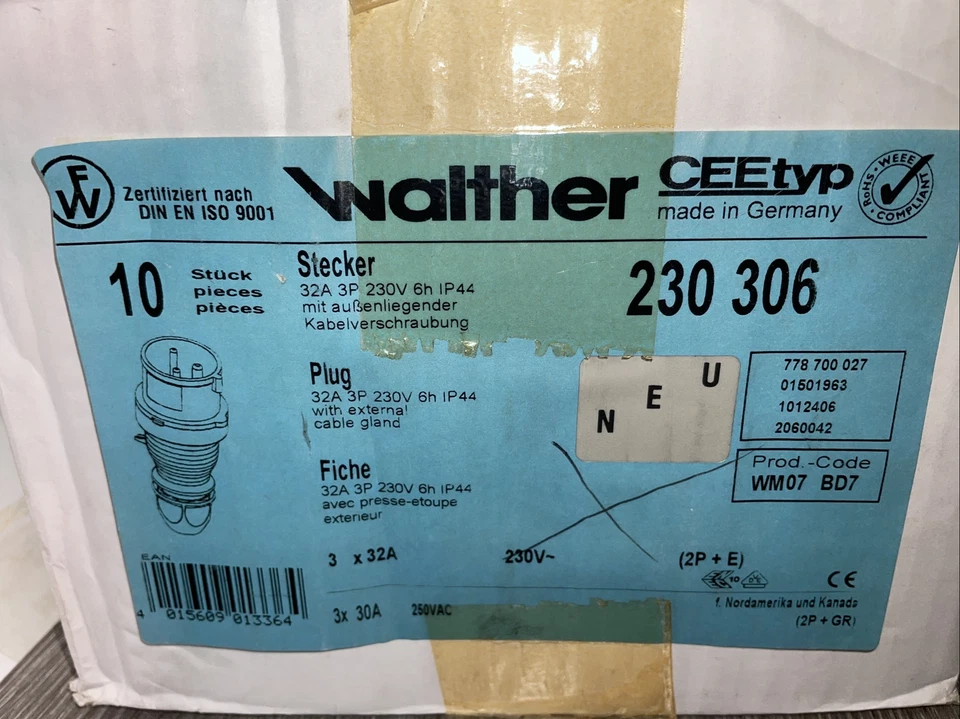 FW
Zertifiziert nach
DIN EN ISO 9001
Walther
CEEtyp
made in Germany
RoHS - WEEE
COMPLIANT
10
Stück
pieces
pièces
Stecker
32A 3P 230V 6h IP44
mit außenliegender
Kabelverschraubung
230 306
Plug
32A 3P 230V 6h IP44
with external
cable gland
N E U
778 700 027
01501963
1012406
2060042
Prod.-Code
WM07 BD7
Fiche
32A 3P 230V 6h IP44
avec presse-etoupe
exterieur
3 x 32A 230V~ (2P + E)
10 DVE
CE
EAN
4 015609 013364
3x 30A 250VAC
f. Nordamerika und Kanada
(2P + GR)